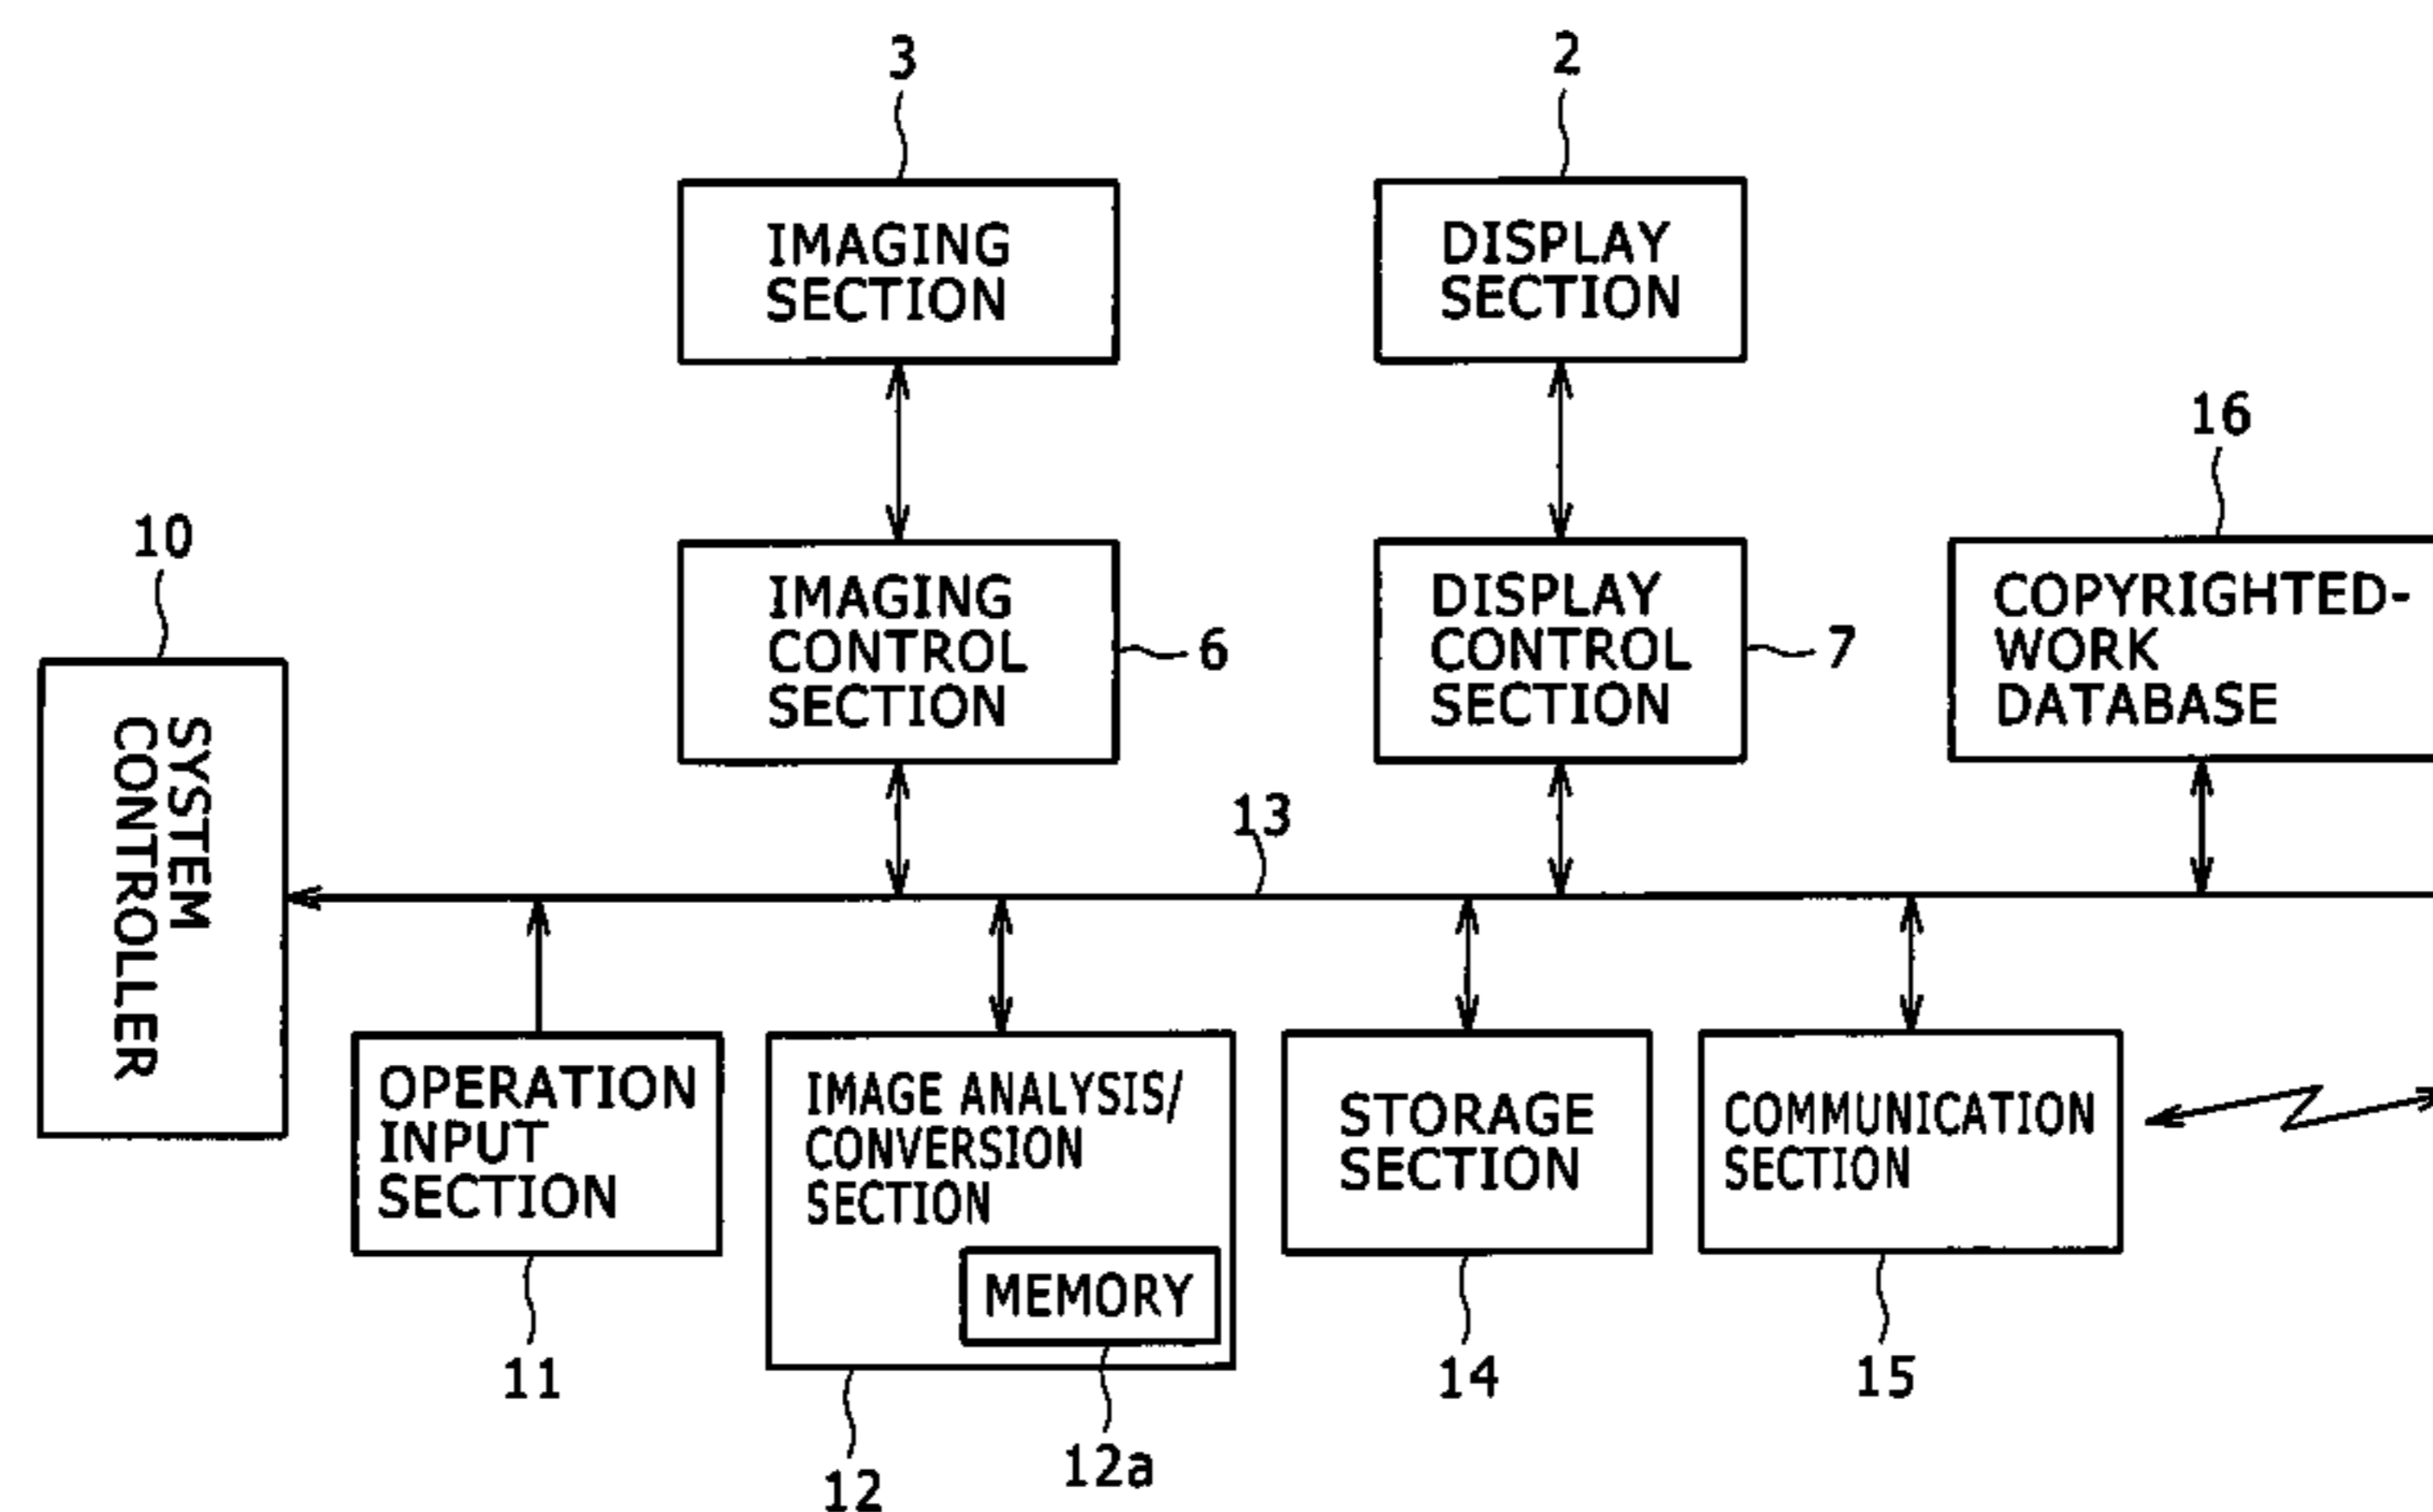 3
2
IMAGING
SECTION
DISPLAY
SECTION
16
10
IMAGING
CONTROL
SECTION
6
DISPLAY
CONTROL
SECTION
7
COPYRIGHTED-
WORK
DATABASE
SYSTEM
CONTROLLER
13
OPERATION
INPUT
SECTION
IMAGE ANALYSIS/
CONVERSION
SECTION
MEMORY
STORAGE
SECTION
COMMUNICATION
SECTION
11
12
12a
14
15